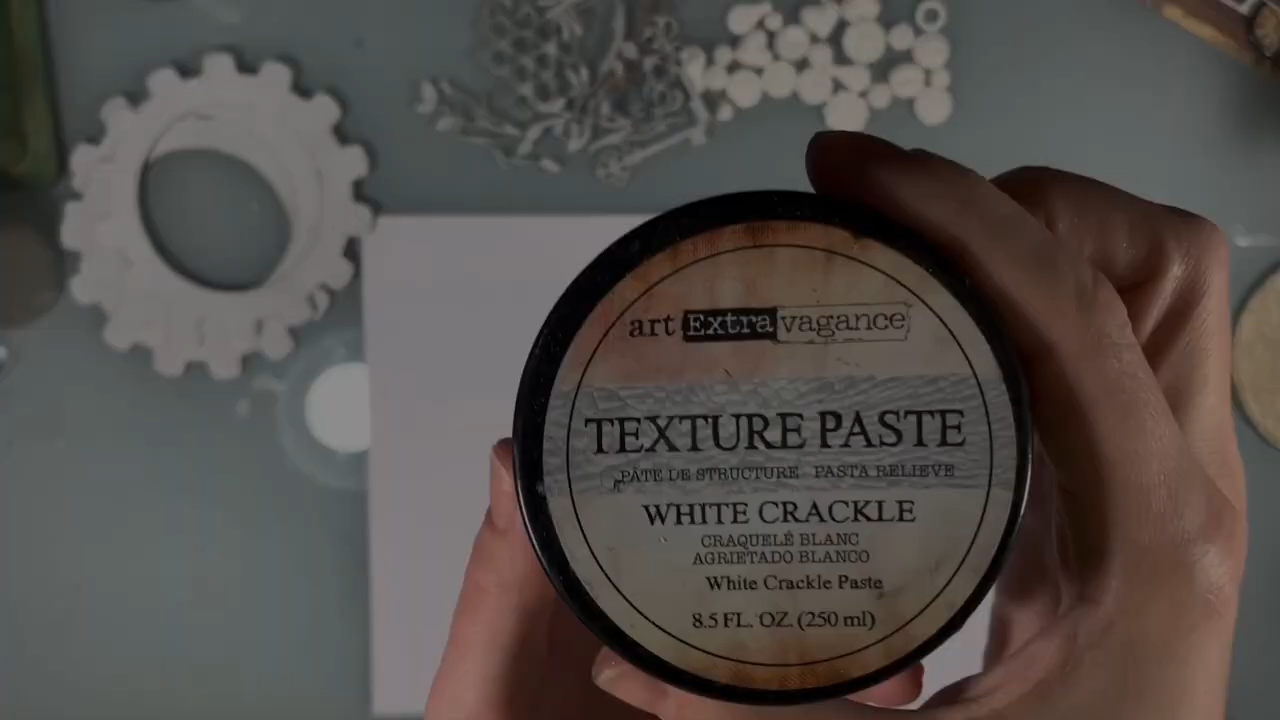 art Extravagance
TEXTURE PASTE
PÂTE DE STRUCTURE PASTA RELIEVE
WHITE CRACKLE
CRAQUELÉ BLANC
AGRIETADO BLANCO
White Crackle Paste
8.5 FL. OZ. (250 ml)